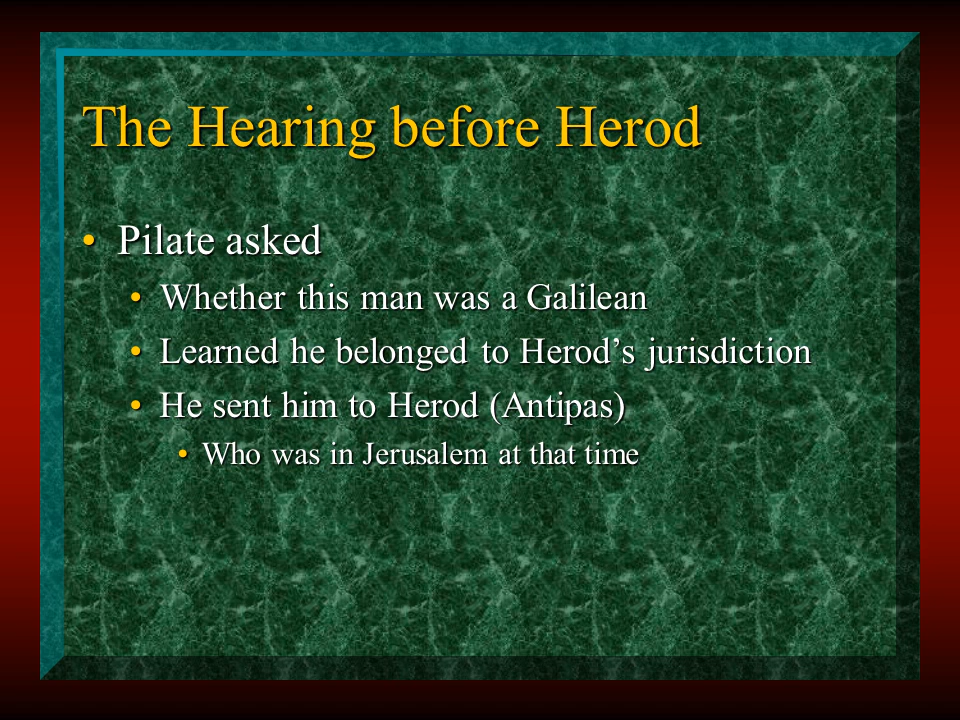 The Hearing before Herod
• Pilate asked
• Whether this man was a Galilean
• Learned he belonged to Herod’s jurisdiction
• He sent him to Herod (Antipas)
• Who was in Jerusalem at that time